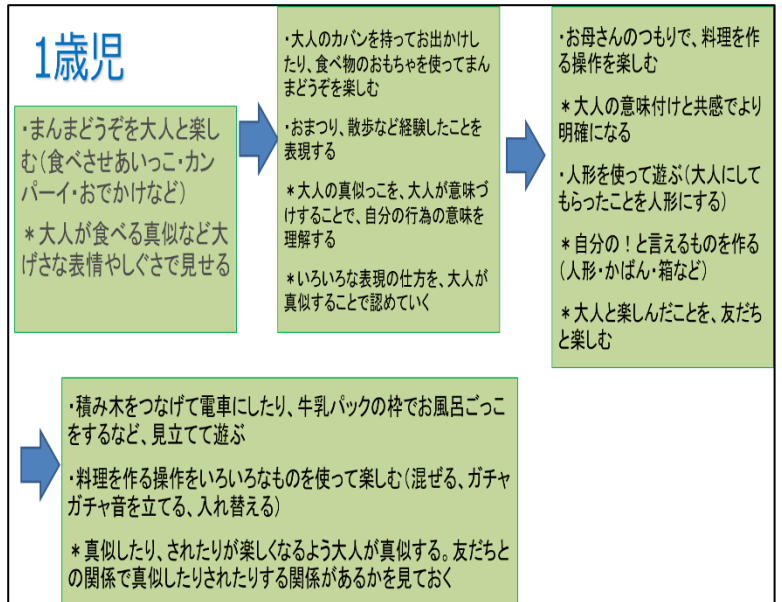 1歳児
・まんまどうぞを大人と楽し
む(食べさせあいっこ・カン
パーイ・おでかけなど)
＊大人が食べる真似など大
げさな表情やしぐさで見せる
・大人のカバンを持ってお出かけし
たり、食べ物のおもちゃを使ってまん
まどうぞを楽しむ
・おまつり、散歩など経験したことを
表現する
＊大人の真似っこを、大人が意味づ
けすることで、自分の行為の意味を
理解する
＊いろいろな表現の仕方を、大人が
真似することで認めていく
・お母さんのつもりで、料理を作
る操作を楽しむ
＊大人の意味付けと共感でより
明確になる
・人形を使って遊ぶ(大人にして
もらったことを人形にする)
＊自分の！と言えるものを作る
(人形・かばん・箱など)
＊大人と楽しんだことを、友だち
と楽しむ
・積み木をつなげて電車にしたり、牛乳パックの枠でお風呂ごっこ
をするなど、見立てて遊ぶ
・料理を作る操作をいろいろなものを使って楽しむ(混ぜる、ガチャ
ガチャ音を立てる、入れ替える)
＊真似したり、されたりが楽しくなるよう大人が真似する。友だちと
の関係で真似したりされたりする関係があるかを見ておく